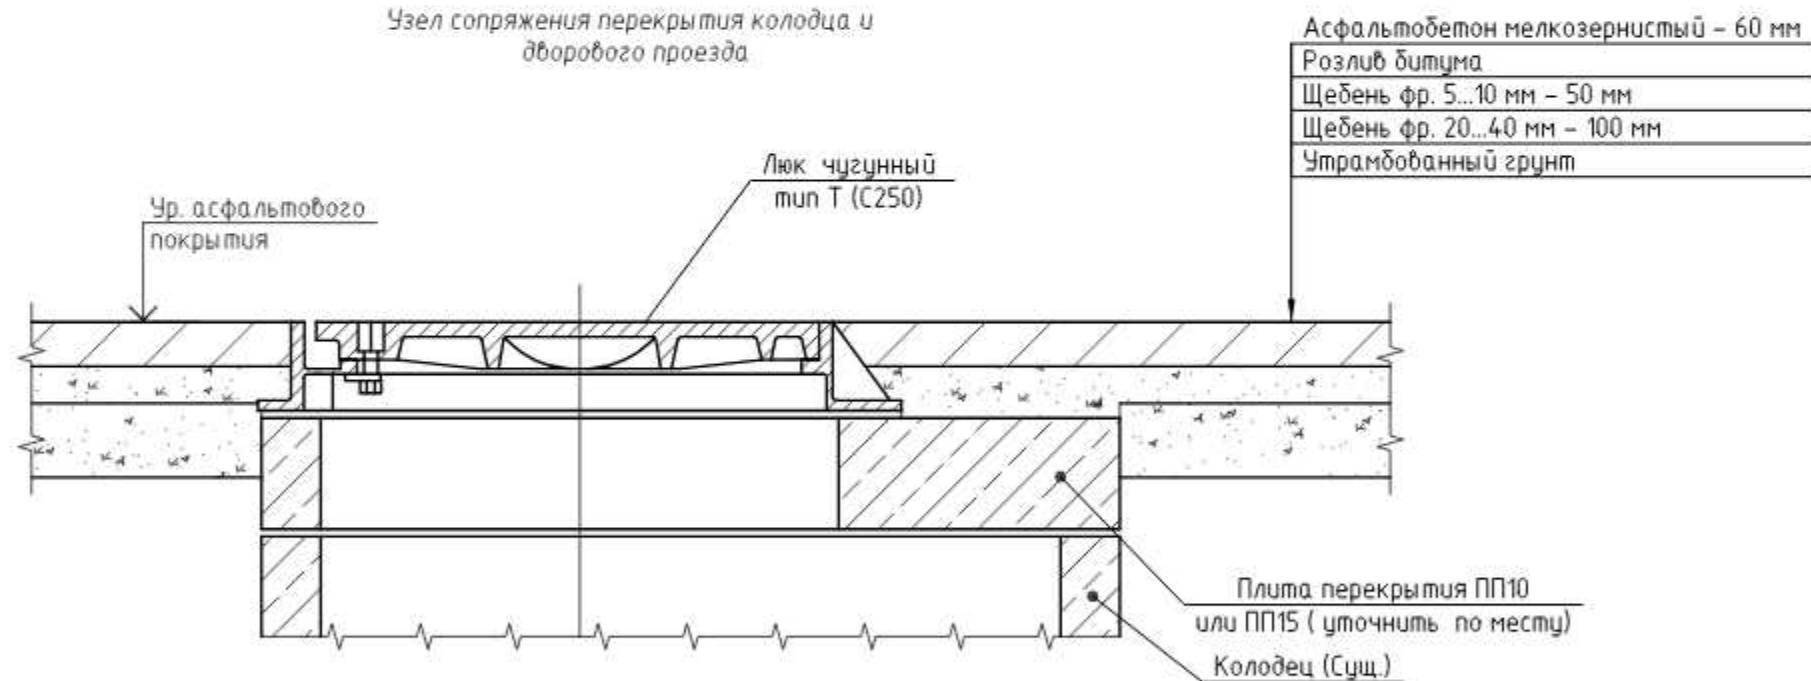 Узел сопряжения перекрытия колодца и
дворового проезда
Асфальтобетон мелкозернистый – 60 мм
Розлив битума
Щебень фр. 5...10 мм – 50 мм
Щебень фр. 20...40 мм – 100 мм
Утрамбованный грунт
Люк чугунный
тип Т (С250)
Ур. асфальтового
покрытия
Плита перекрытия ПП10
или ПП15 ( уточнить по месту)
Колодец (Сущ.)